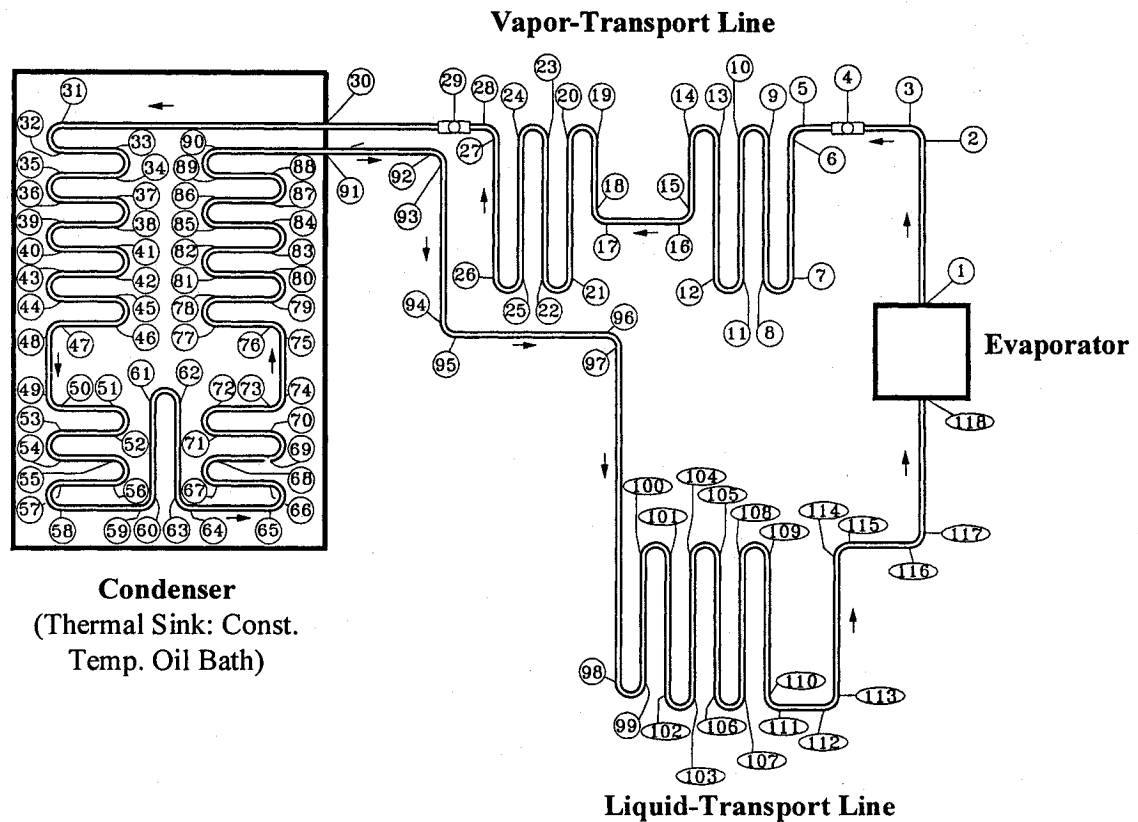 Vapor-Transport Line
23 10
31 30 29 28 24 20 19 14 13 9 5 4 3
32 33 90 2
35 34 89 88 27 6
36 37 86 87 91 92 18 15
39 38 85 84 93
40 41 82 83 17 16
43 42 81 80 26 21 12 7 1
44 45 78 79 25 22 11 8
48 47 46 77 76 75 94 95 96
97
Evaporator
61 62
49 50 51 72 73 74
53 52 71 70 118
54 69
55 68 104
57 56 67 66 100 105 108 114 115
58 59 60 63 64 65 101 109 117
116
Condenser
(Thermal Sink: Const.
Temp. Oil Bath)
98 110 113
99 102 106 111 112
103 107
Liquid-Transport Line